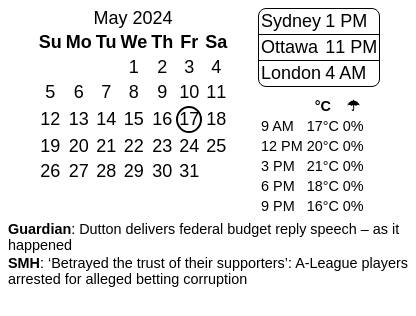 May 2024
Su Mo Tu We Th Fr Sa
1 2 3 4
5 6 7 8 9 10 11
12 13 14 15 16 17 18
19 20 21 22 23 24 25
26 27 28 29 30 31
Sydney 1 PM
Ottawa 11 PM
London 4 AM
°C ☂
9 AM 17°C 0%
12 PM 20°C 0%
3 PM 21°C 0%
6 PM 18°C 0%
9 PM 16°C 0%
Guardian: Dutton delivers federal budget reply speech – as it
happened
SMH: ‘Betrayed the trust of their supporters’: A-League players
arrested for alleged betting corruption